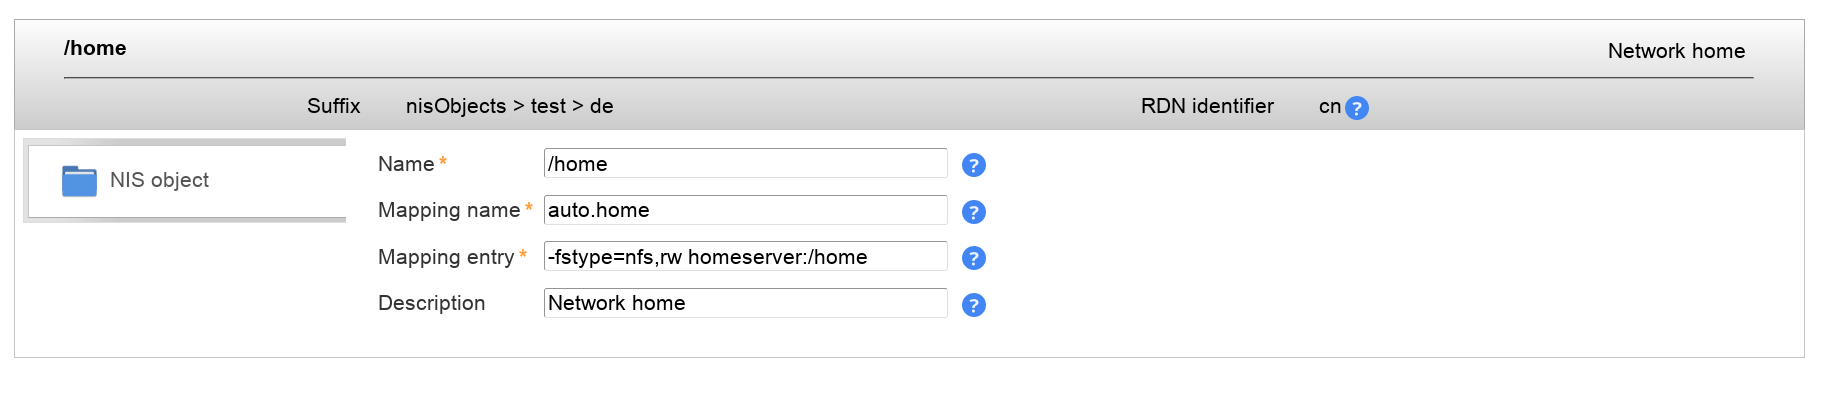 /home
Network home
Suffix nisObjects > test > de RDN identifier cn ?
NIS object
Name * /home ?
Mapping name * auto.home ?
Mapping entry * -fstype=nfs,rw homeserver:/home ?
Description Network home ?